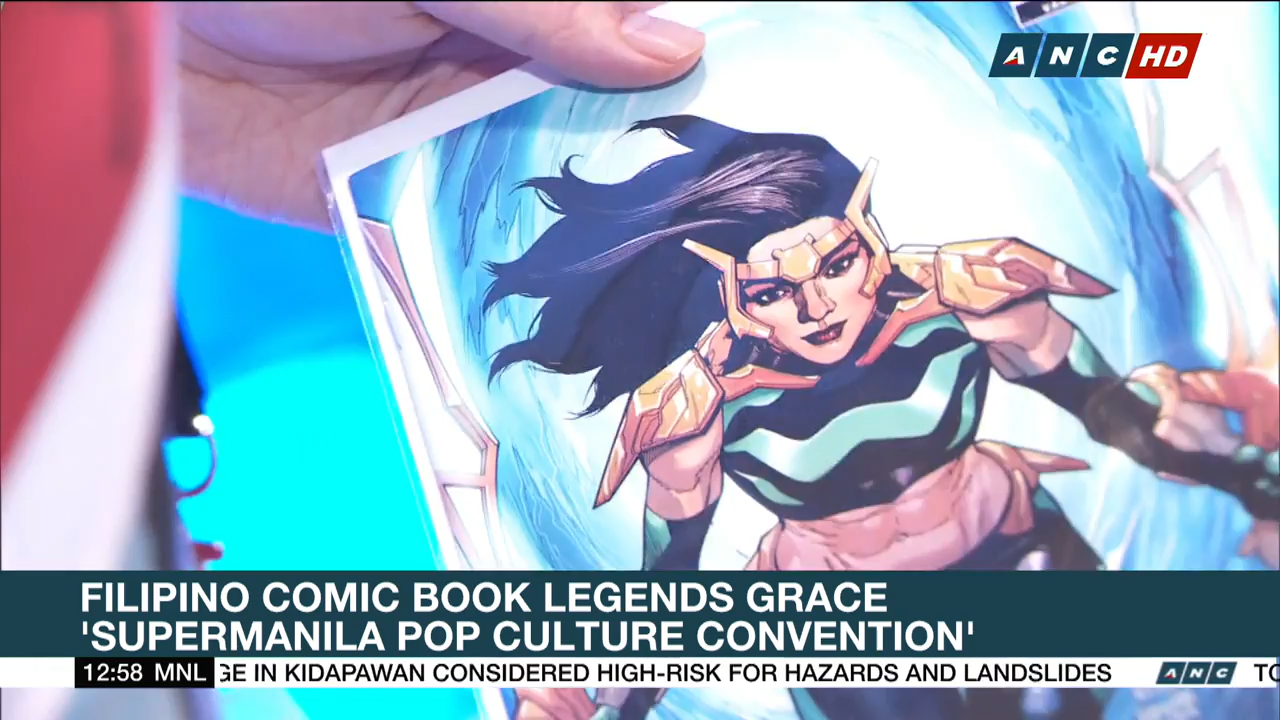 ANC HD
FILIPINO COMIC BOOK LEGENDS GRACE
'SUPERMANILA POP CULTURE CONVENTION'
12:58 MNL
IN KIDAPAWAN CONSIDERED HIGH-RISK FOR HAZARDS AND LANDSLIDES
ANC